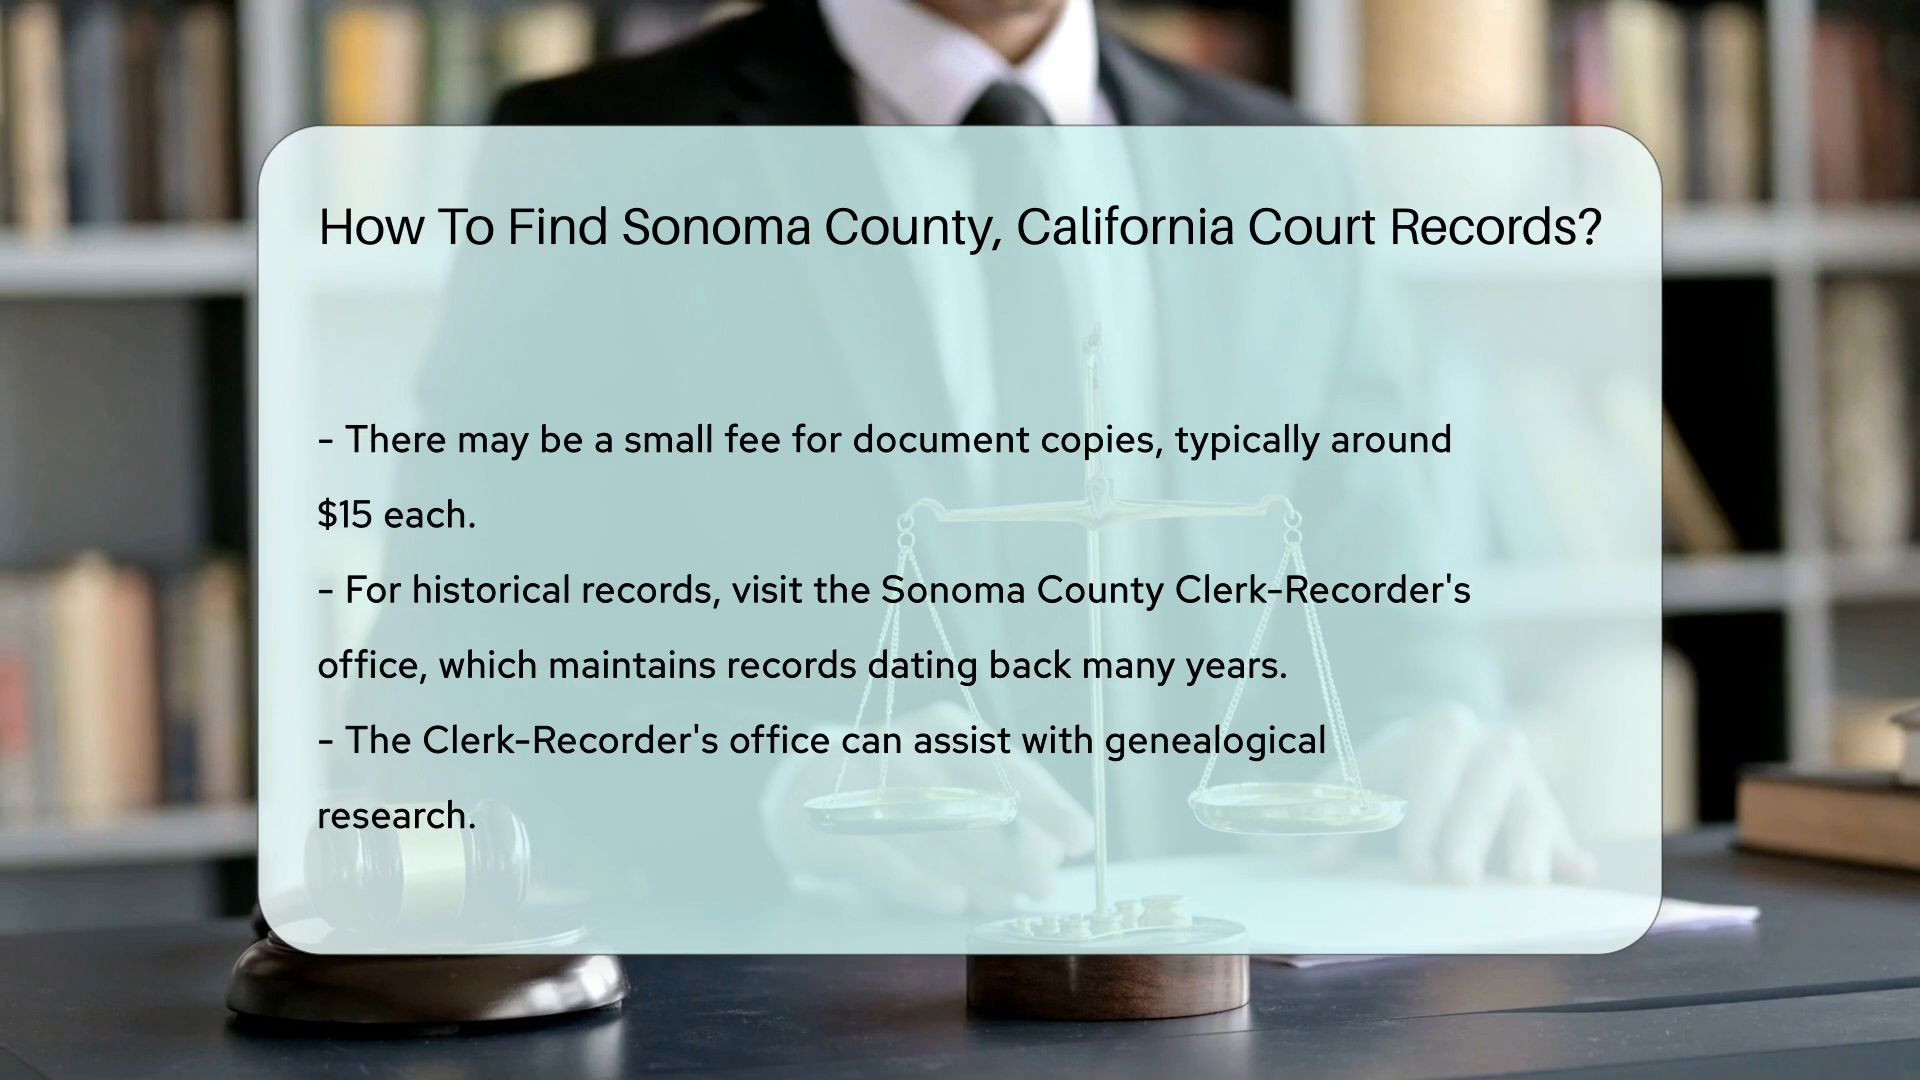 How To Find Sonoma County, California Court Records?
- There may be a small fee for document copies, typically around
$15 each.
- For historical records, visit the Sonoma County Clerk-Recorder's
office, which maintains records dating back many years.
- The Clerk-Recorder's office can assist with genealogical
research.